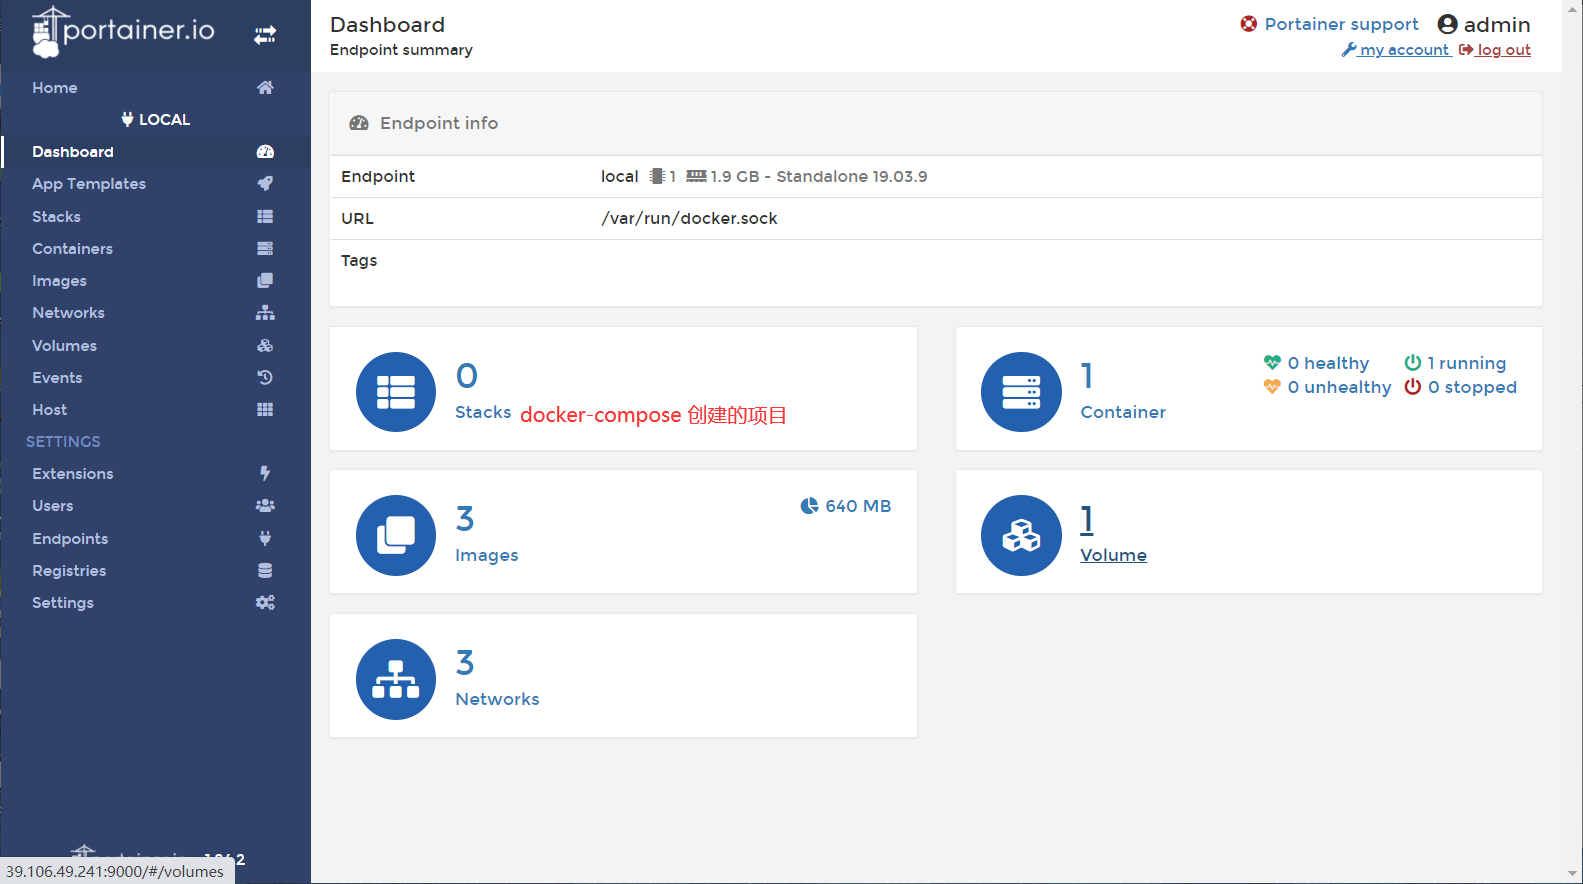 portainer.io
Home
LOCAL
Dashboard
App Templates
Stacks
Containers
Images
Networks
Volumes
Events
Host
SETTINGS
Extensions
Users
Endpoints
Registries
Settings
39.106.49.241:9000/#/volumes
Dashboard
Endpoint summary
Portainer support admin
my account log out
Endpoint info
Endpoint local 1 1.9 GB - Standalone 19.03.9
URL /var/run/docker.sock
Tags
0
Stacks docker-compose 创建的项目
1
Container
0 healthy 1 running
0 unhealthy 0 stopped
3
Images
640 MB
1
Volume
3
Networks